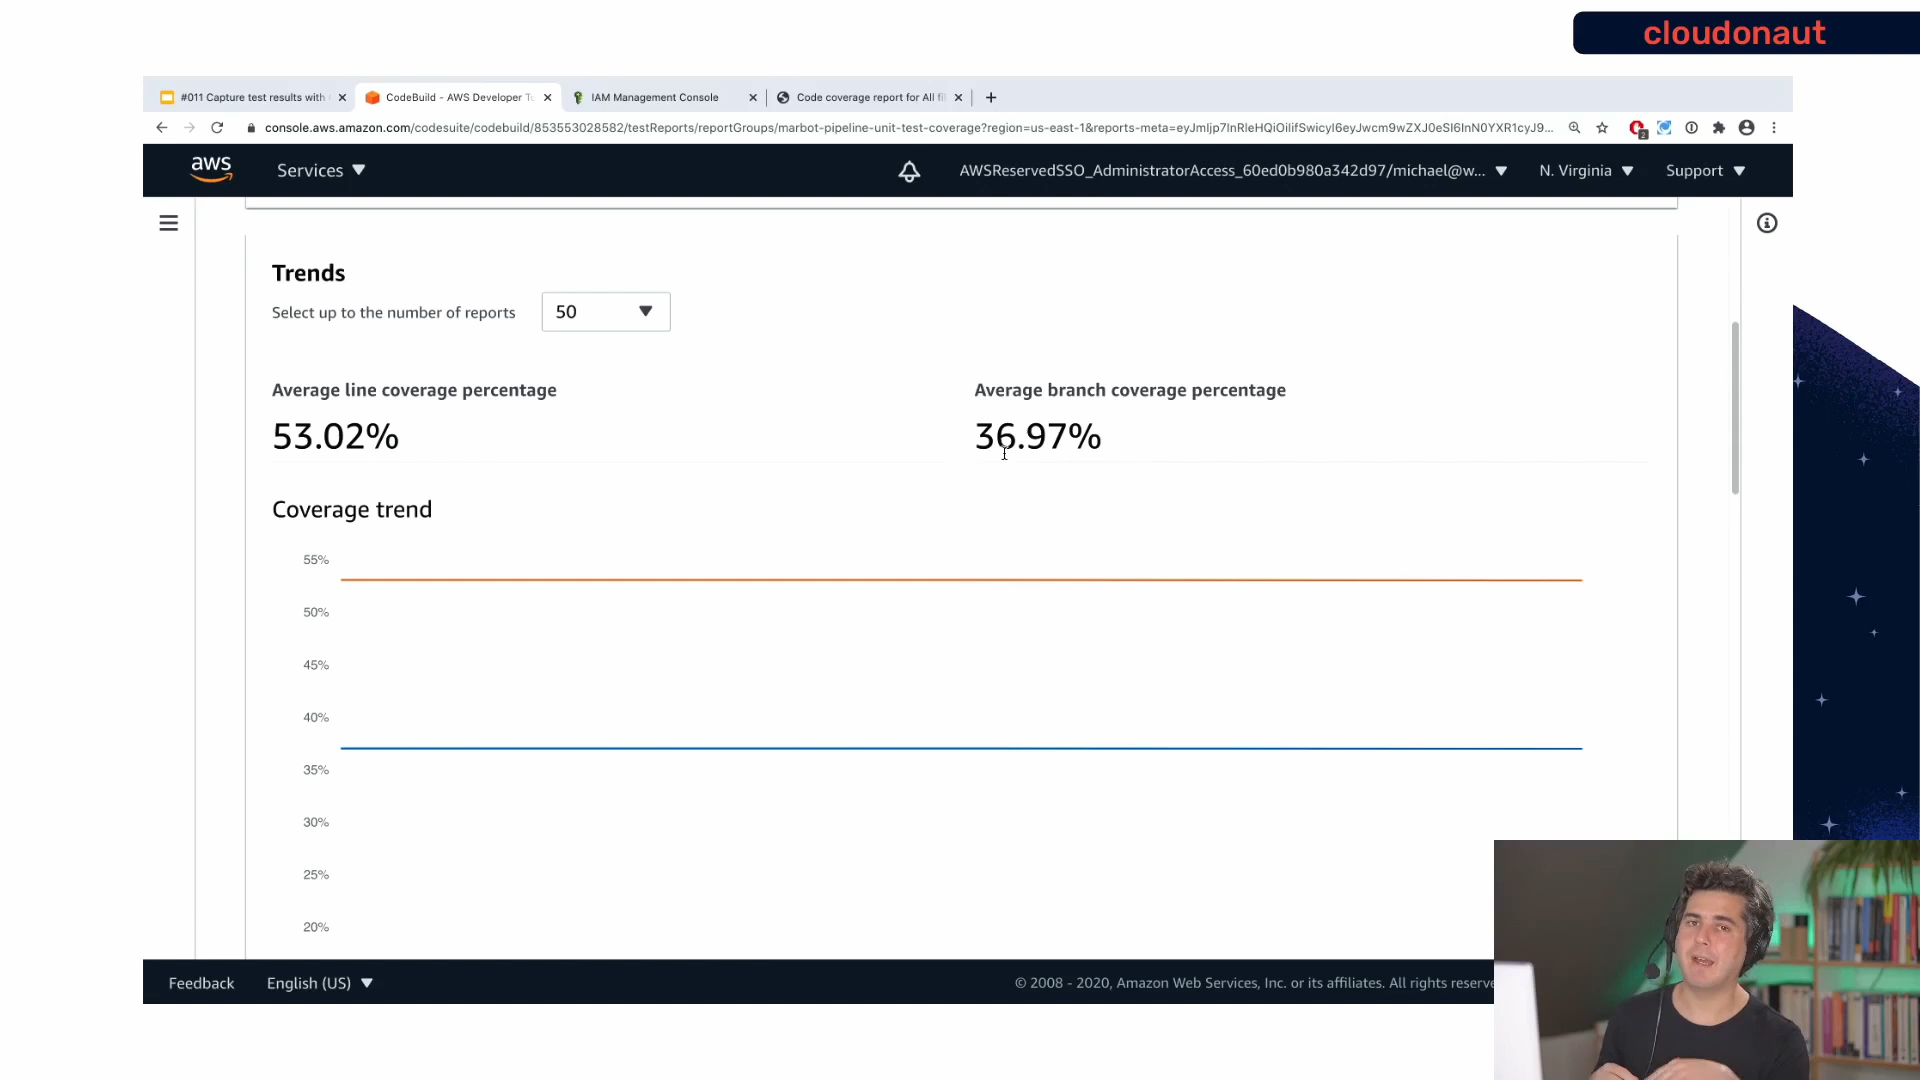 cloudonaut
#011 Capture test results with
CodeBuild - AWS Developer T
IAM Management Console
Code coverage report for All fi
console.aws.amazon.com/codesuite/codebuild/853553028582/testReports/reportGroups/marbot-pipeline-unit-test-coverage?region=us-east-1&reports-meta=eyJmIjp7InRleHQiOiIifSwicyI6eyJwcm9wZXJ0eSI6InN0YXR1cyJ9...
2
aws
Services
AWSReservedSSO_AdministratorAccess_60ed0b980a342d97/michael@w...
N. Virginia
Support
Trends
Select up to the number of reports
50
Average line coverage percentage
Average branch coverage percentage
53.02%
36.97%
Coverage trend
55%
50%
45%
40%
35%
30%
25%
20%
Feedback
English (US)
© 2008 - 2020, Amazon Web Services, Inc. or its affiliates. All rights reserve